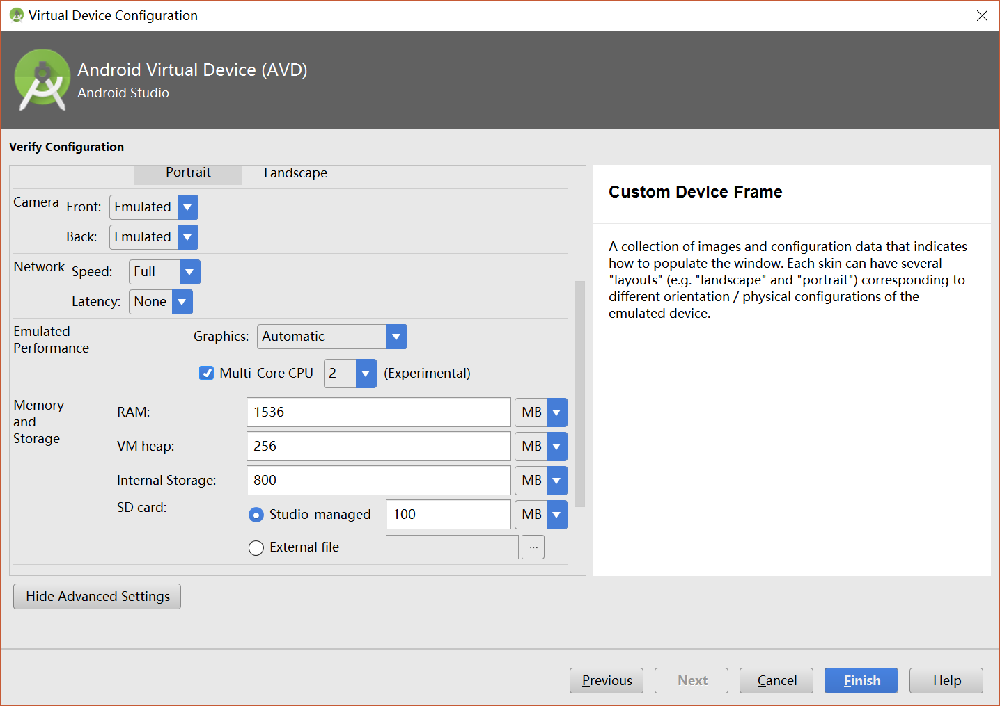 Virtual Device Configuration
Android Virtual Device (AVD)
Android Studio
Verify Configuration
Portrait Landscape
Camera Front: Emulated
Back: Emulated
Network Speed: Full
Latency: None
Emulated
Performance
Graphics: Automatic
Multi-Core CPU 2 (Experimental)
Memory
and
Storage
RAM: 1536 MB
VM heap: 256 MB
Internal Storage: 800 MB
SD card:
Studio-managed 100 MB
External file ...
Hide Advanced Settings
Custom Device Frame
A collection of images and configuration data that indicates
how to populate the window. Each skin can have several
"layouts" (e.g. "landscape" and "portrait") corresponding to
different orientation / physical configurations of the
emulated device.
Previous Next Cancel Finish Help